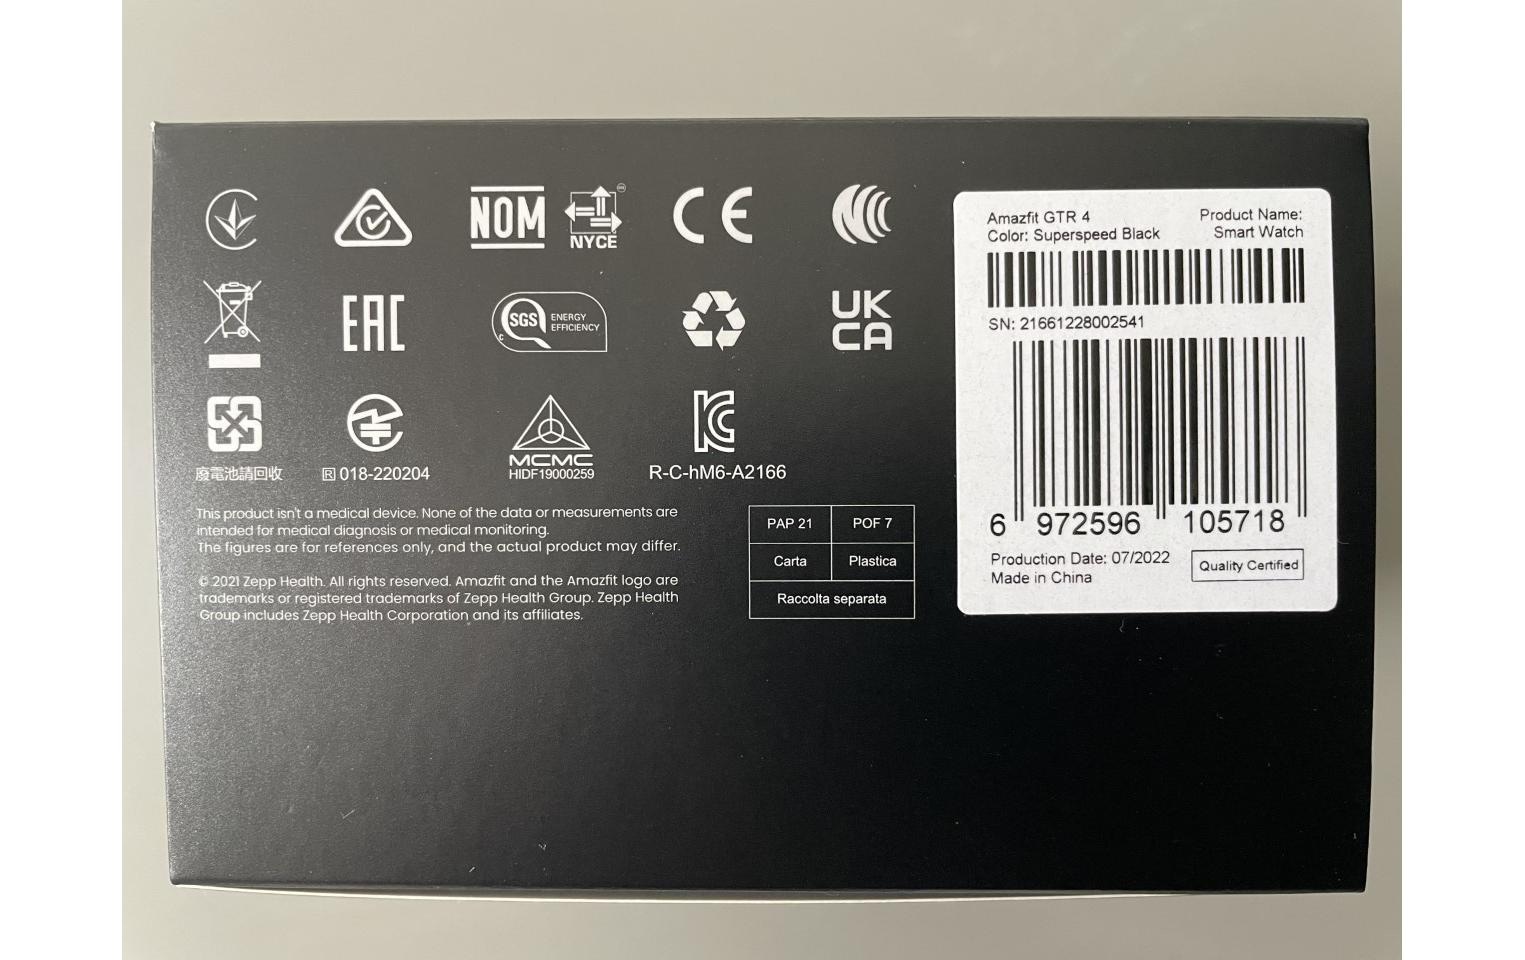 NOM
NYCE
CE
EAC
SGS
ENERGY
EFFICIENCY
C
UK
CA
廢電池請回收
R 018-220204
MCMC
HIDF19000259
R-C-hM6-A2166
This product isn't a medical device. None of the data or measurements are
intended for medical diagnosis or medical monitoring.
The figures are for references only, and the actual product may differ.
© 2021 Zepp Health. All rights reserved. Amazfit and the Amazfit logo are
trademarks or registered trademarks of Zepp Health Group. Zepp Health
Group includes Zepp Health Corporation and its affiliates.
PAP 21
POF 7
Carta
Plastica
Raccolta separata
Amazfit GTR 4
Color: Superspeed Black
Product Name:
Smart Watch
SN: 21661228002541
6 972596 105718
Production Date: 07/2022
Made in China
Quality Certified